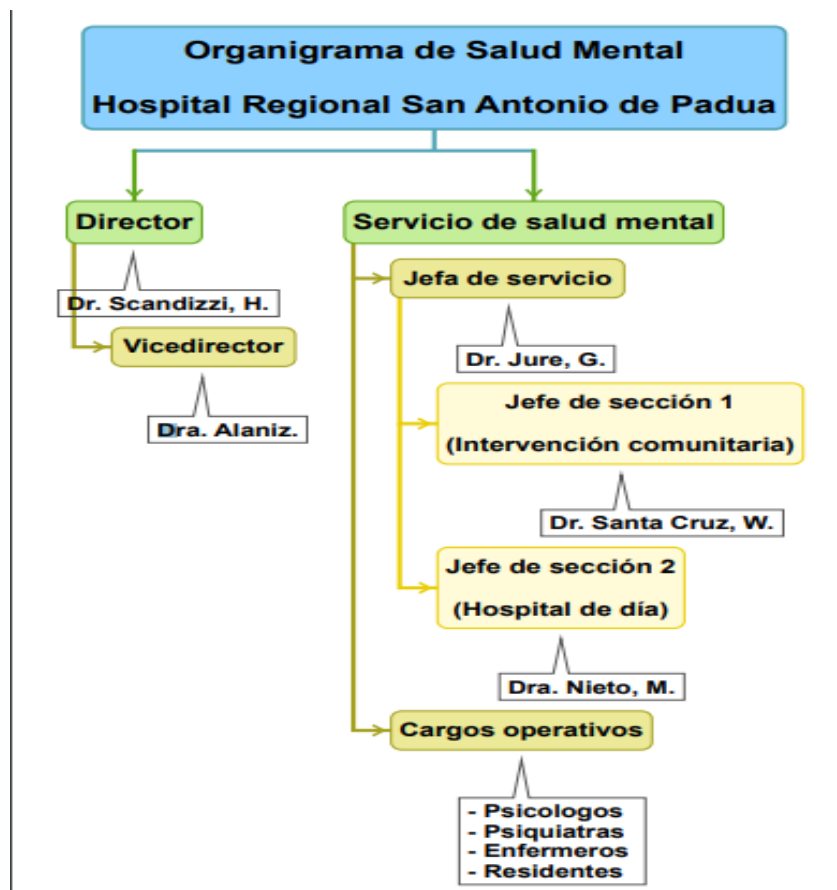 Organigrama de Salud Mental
Hospital Regional San Antonio de Padua
Director
Dr. Scandizzi, H.
Vicedirector
Dra. Alaniz.
Servicio de salud mental
Jefa de servicio
Dr. Jure, G.
Jefe de sección 1
(Intervención comunitaria)
Dr. Santa Cruz, W.
Jefe de sección 2
(Hospital de día)
Dra. Nieto, M.
Cargos operativos
- Psicologos
- Psiquiatras
- Enfermeros
- Residentes